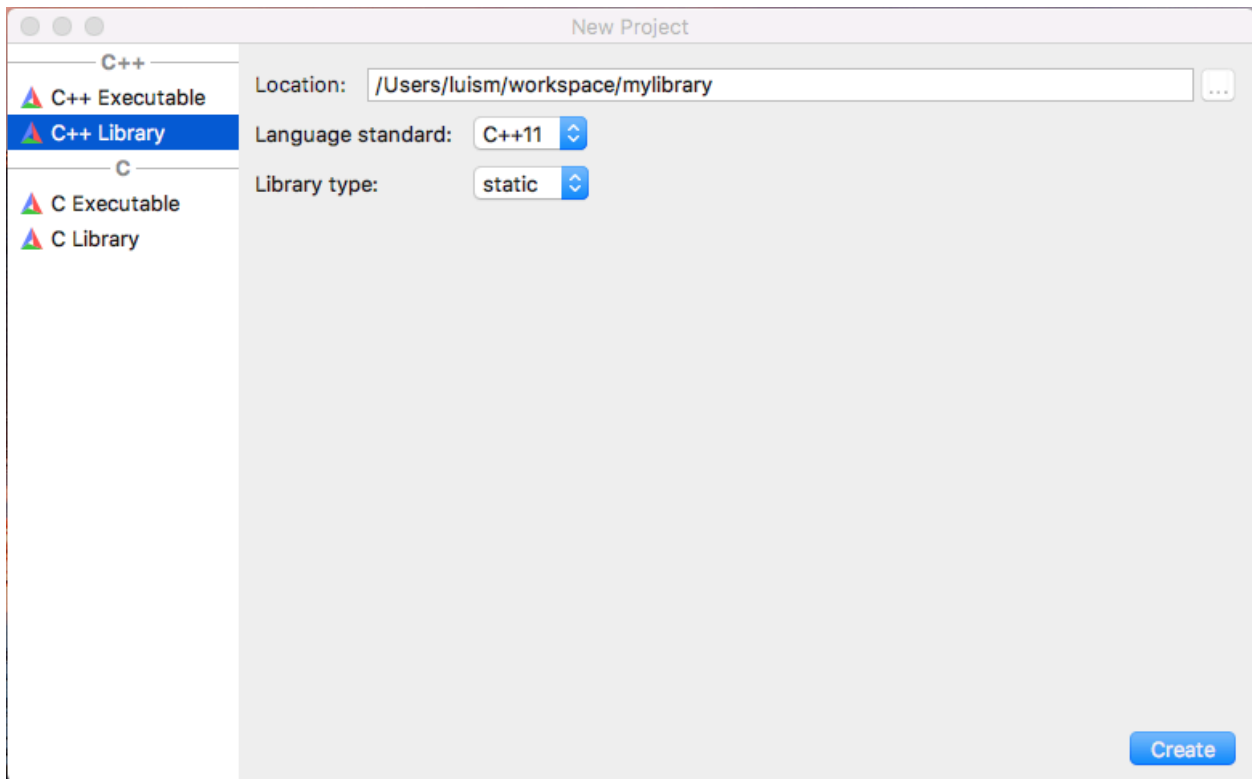 New Project
C++
C++ Executable
C++ Library
C
C Executable
C Library
Location: /Users/luism/workspace/mylibrary ...
Language standard: C++11
Library type: static
Create